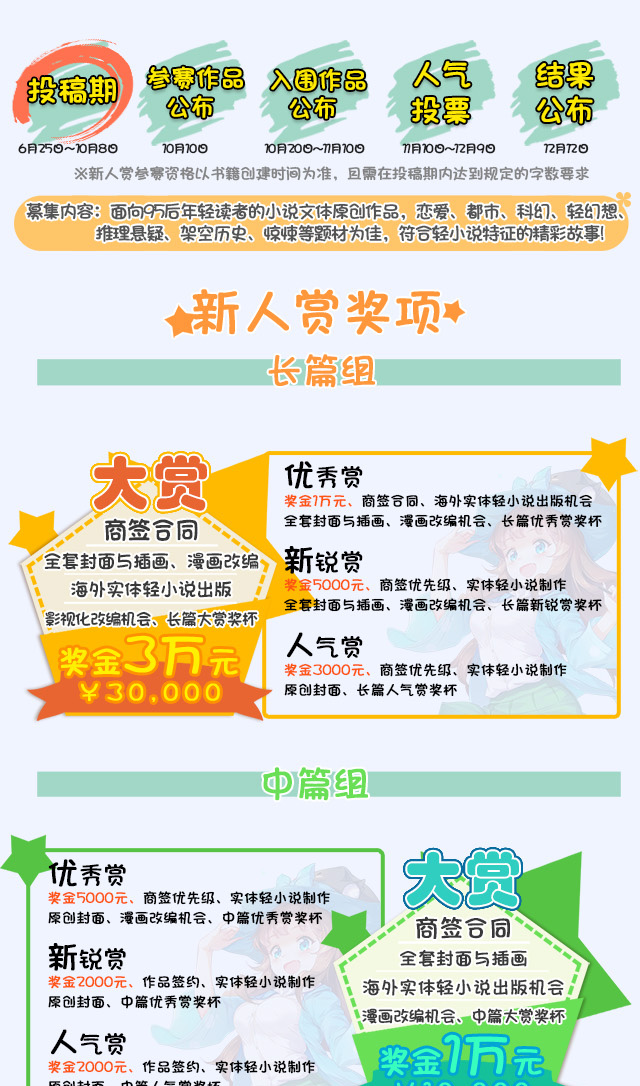 投稿期
参赛作品
公布
入围作品
公布
人气
投票
结果
公布
6月25日~10月8日
10月10日
10月20日~11月10日
11月10日~12月9日
12月12日
※新人赏参赛资格以书籍创建时间为准，且需在投稿期内达到规定的字数要求
募集内容：面向95后年轻读者的小说文体原创作品，恋爱、都市、科幻、轻幻想、
推理悬疑、架空历史、惊悚等题材为佳，符合轻小说特征的精彩故事!
新人赏奖项
长篇组
大赏
商签合同
全套封面与插画、漫画改编
海外实体轻小说出版
影视化改编机会、长篇大赏奖杯
奖金3万元
￥30,000
优秀赏
奖金1万元、商签合同、海外实体轻小说出版机会
全套封面与插画、漫画改编机会、长篇优秀赏奖杯
新锐赏
奖金5000元、商签优先级、实体轻小说制作
全套封面与插画、漫画改编机会、长篇新锐赏奖杯
人气赏
奖金3000元、商签优先级、实体轻小说制作
原创封面、长篇人气赏奖杯
中篇组
优秀赏
奖金5000元、商签优先级、实体轻小说制作
原创封面、漫画改编机会、中篇优秀赏奖杯
新锐赏
奖金2000元、作品签约、实体轻小说制作
原创封面、中篇优秀赏奖杯
人气赏
奖金2000元、作品签约、实体轻小说制作
原创封面、中篇人气赏奖杯
大赏
商签合同
全套封面与插画
海外实体轻小说出版机会
漫画改编机会、中篇大赏奖杯
奖金1万元